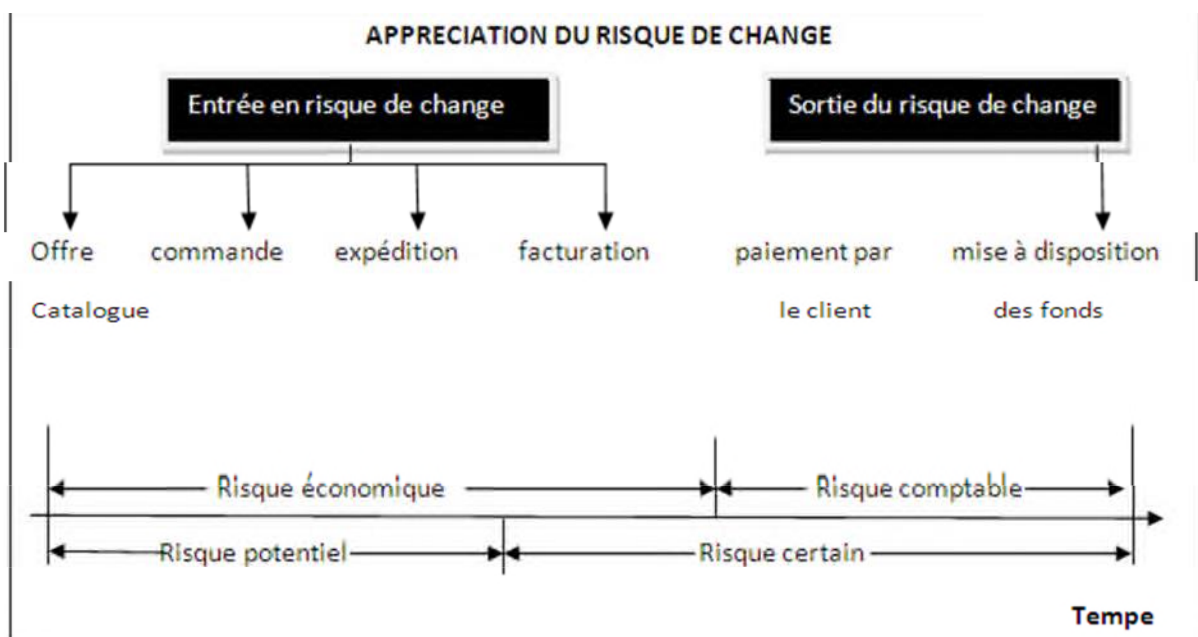 APPRECIATION DU RISQUE DE CHANGE
Entrée en risque de change
Sortie du risque de change
Offre commande expédition facturation paiement par mise à disposition
Catalogue le client des fonds
Risque économique Risque comptable
Risque potentiel Risque certain
Tempe